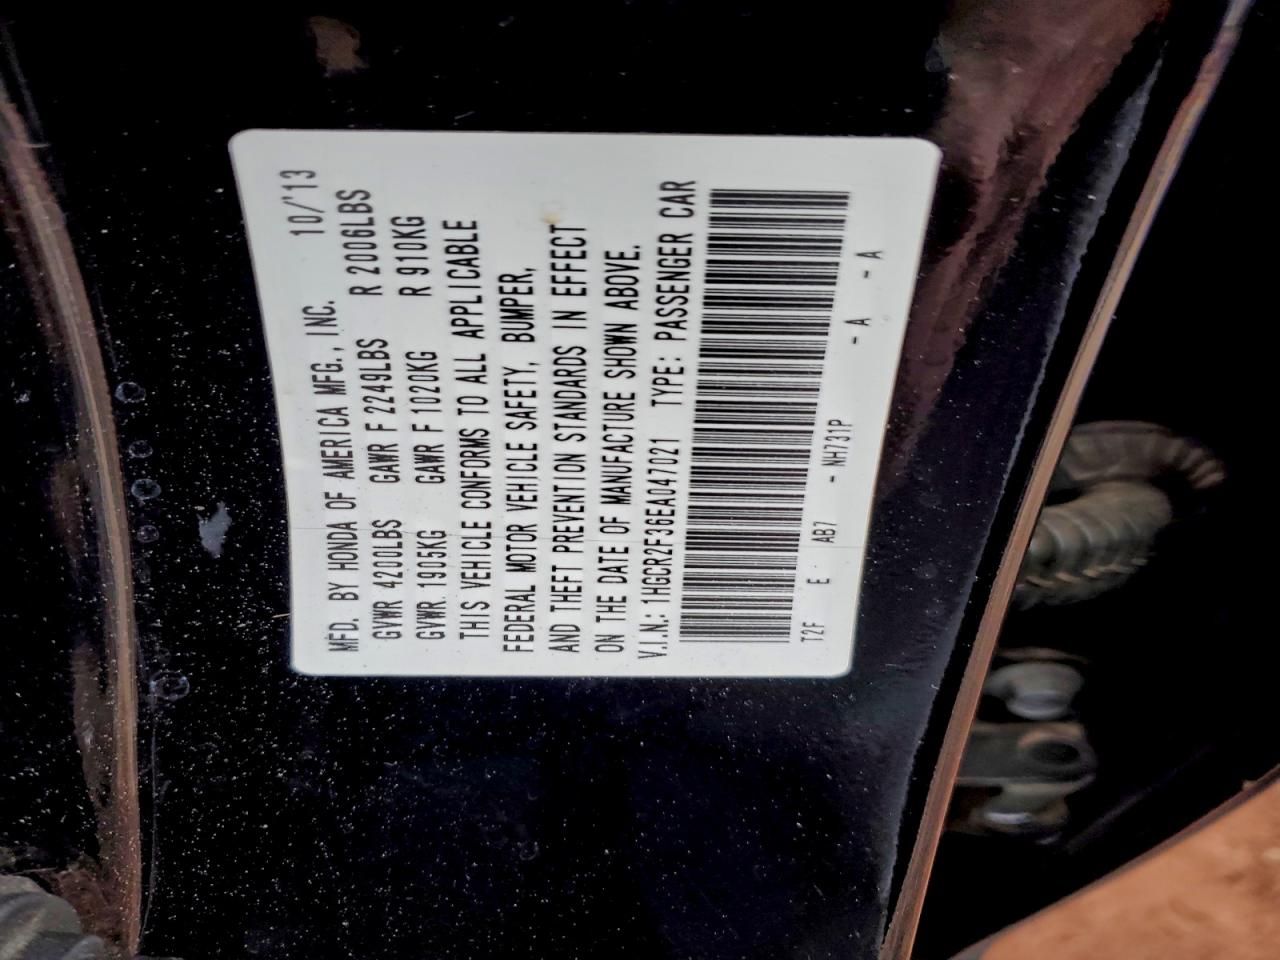 MFD. BY HONDA OF AMERICA MFG., INC. 10/'13
GVWR 4200LBS GAWR F 2249LBS R 2006LBS
GVWR. 1905KG GAWR F 1020KG R 910KG
THIS VEHICLE CONFORMS TO ALL APPLICABLE
FEDERAL MOTOR VEHICLE SAFETY, BUMPER,
AND THEFT PREVENTION STANDARDS IN EFFECT
ON THE DATE OF MANUFACTURE SHOWN ABOVE.
V.I.N.: 1HGCR2F36EA047021 TYPE: PASSENGER CAR
T2F E AB7 - NH731P - A - A